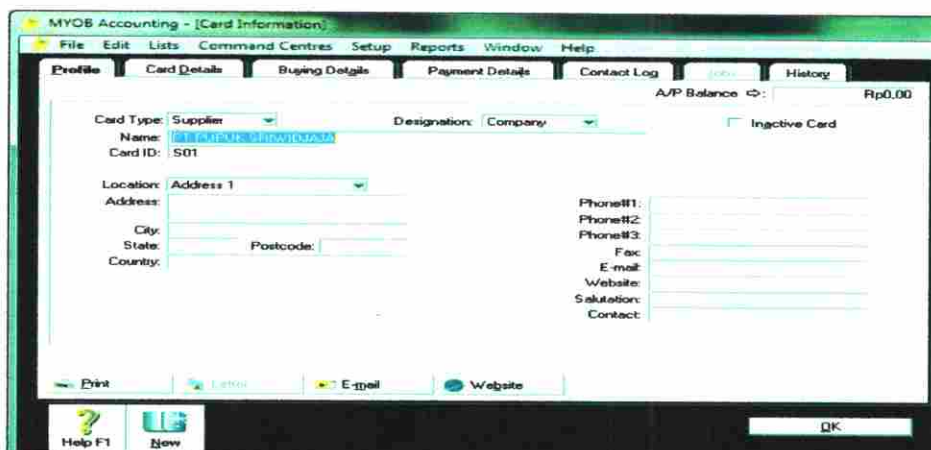 MYOB Accounting - [Card Information]
File Edit Lists Command Centres Setup Reports Window Help
Profile Card Details Buying Details Payment Details Contact Log Jobs History
A/P Balance ⇨: Rp0,00
Card Type: Supplier Designation: Company Inactive Card
Name: PT.PUPUK SRIWIDJAJA
Card ID: S01
Location: Address 1
Address: Phone#1:
Phone#2:
City: Phone#3:
State: Postcode: Fax:
Country: E-mail:
Website:
Salutation:
Contact:
Print Letter E-mail Website
Help F1 New OK